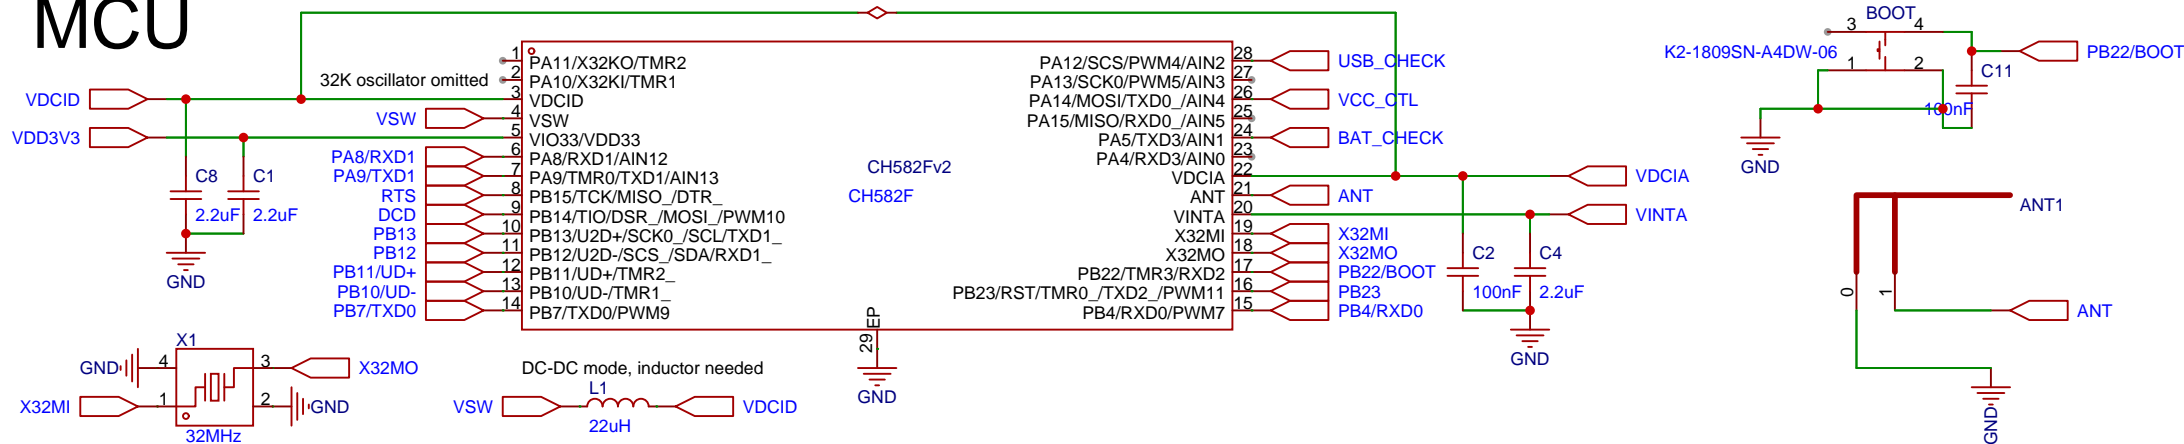 MCU
32K oscillator omitted
VDCID
VDD3V3
VSW
PA8/RXD1
PA9/TXD1
RTS
DCD
PB13
PB12
PB11/UD+
PB10/UD-
PB7/TXD0
C8
2.2uF
C1
2.2uF
GND
1 PA11/X32KO/TMR2
2 PA10/X32KI/TMR1
3 VDCID
4 VSW
5 VIO33/VDD33
6 PA8/RXD1/AIN12
7 PA9/TMR0/TXD1/AIN13
8 PB15/TCK/MISO_/DTR_
9 PB14/TIO/DSR_/MOSI_/PWM10
10 PB13/U2D+/SCK0_/SCL/TXD1_
11 PB12/U2D-/SCS_/SDA/RXD1_
12 PB11/UD+/TMR2_
13 PB10/UD-/TMR1_
14 PB7/TXD0/PWM9
CH582Fv2
CH582F
PA12/SCS/PWM4/AIN2 28
PA13/SCK0/PWM5/AIN3 27
PA14/MOSI/TXD0_/AIN4 26
PA15/MISO/RXD0_/AIN5 25
PA5/TXD3/AIN1 24
PA4/RXD3/AIN0 23
VDCIA 22
ANT 21
VINTA 20
X32MI 19
X32MO 18
PB22/TMR3/RXD2 17
PB23/RST/TMR0_/TXD2_/PWM11 16
PB4/RXD0/PWM7 15
29 EP
GND
USB_CHECK
VCC_CTL
BAT_CHECK
ANT
X32MI
X32MO
PB22/BOOT
PB23
PB4/RXD0
VDCIA
VINTA
C2
100nF
C4
2.2uF
GND
BOOT
K2-1809SN-A4DW-06
3 4
1 2
PB22/BOOT
C11
100nF
GND
ANT1
0 1
ANT
GND
X1
GND 4
3 X32MO
X32MI 1
2 GND
32MHz
DC-DC mode, inductor needed
L1
VSW
VDCID
22uH